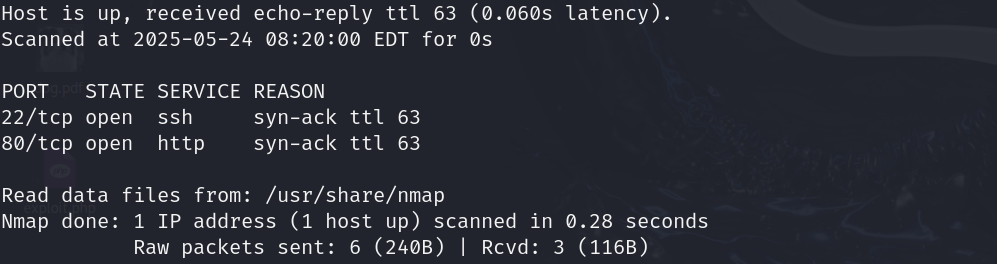 Host is up, received echo-reply ttl 63 (0.060s latency).
Scanned at 2025-05-24 08:20:00 EDT for 0s
PORT   STATE SERVICE REASON
22/tcp open  ssh     syn-ack ttl 63
80/tcp open  http    syn-ack ttl 63
Read data files from: /usr/share/nmap
Nmap done: 1 IP address (1 host up) scanned in 0.28 seconds
Raw packets sent: 6 (240B) | Rcvd: 3 (116B)